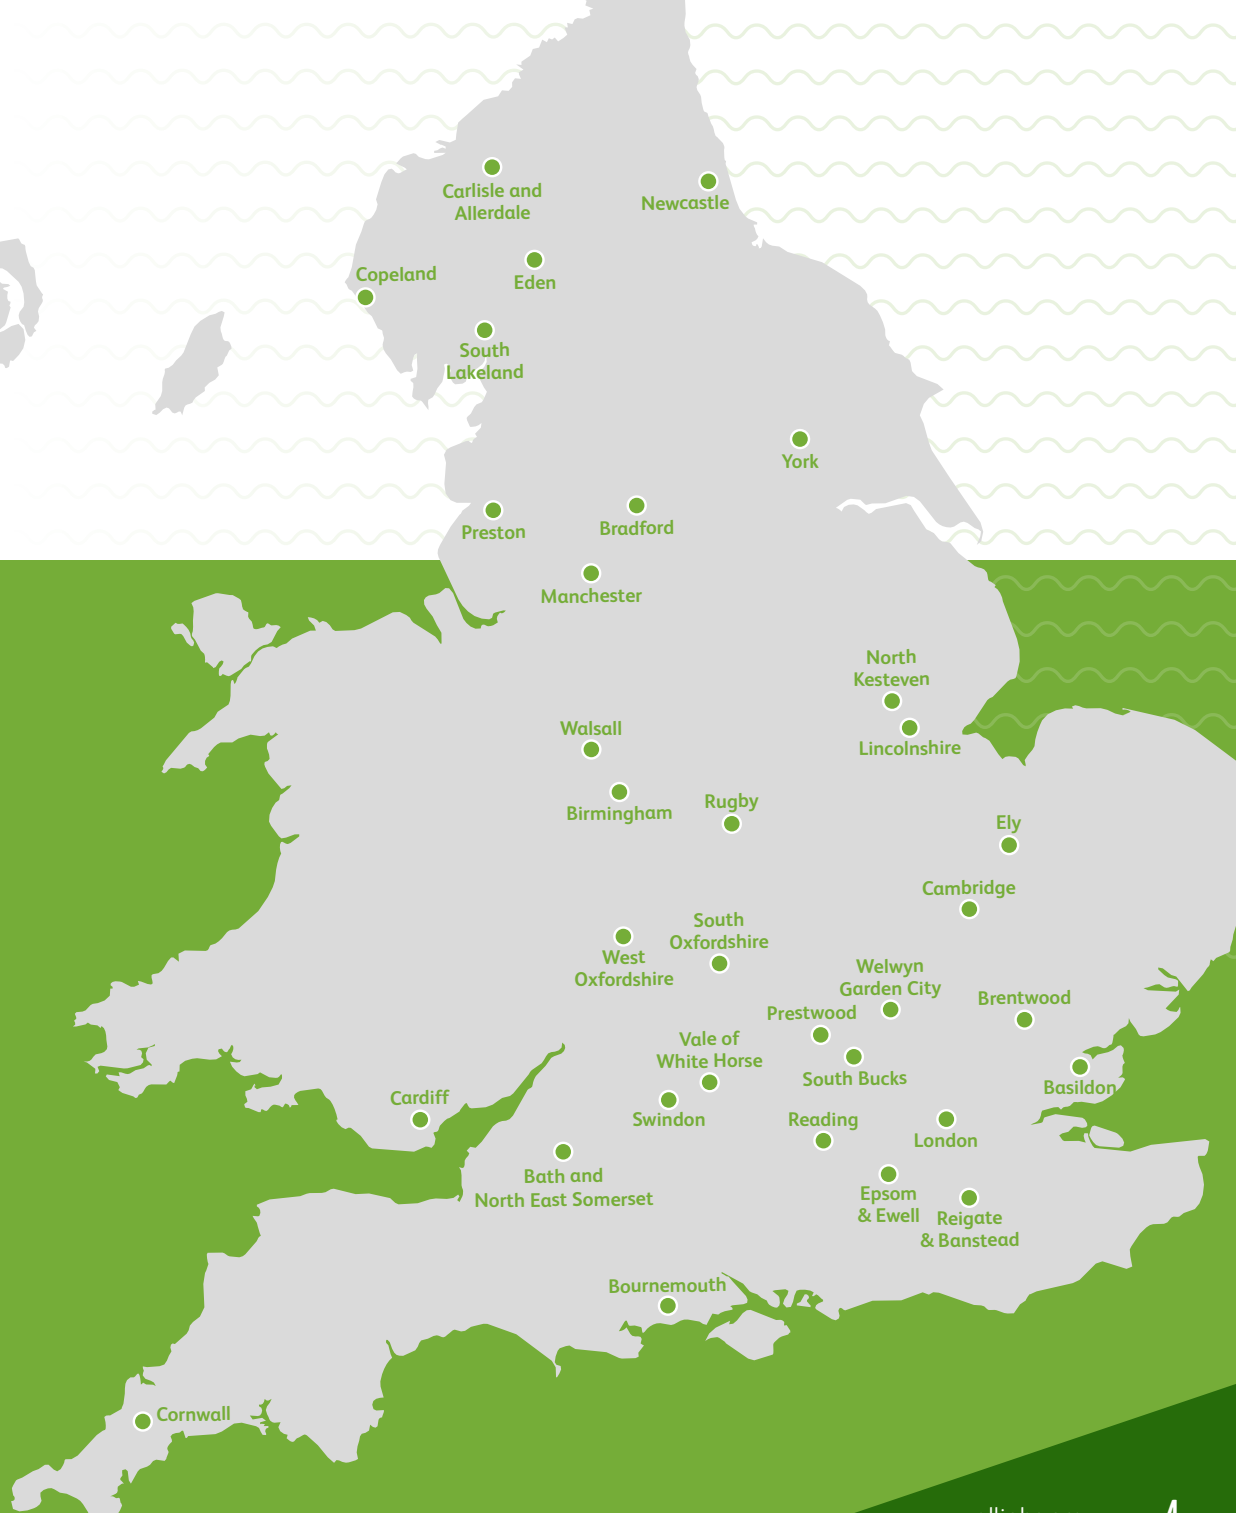 Carlisle and
Allerdale
Newcastle
Eden
Copeland
South
Lakeland
York
Preston
Bradford
Manchester
North
Kesteven
Lincolnshire
Walsall
Birmingham
Rugby
Ely
Cambridge
South
Oxfordshire
West
Oxfordshire
Welwyn
Garden City
Brentwood
Prestwood
South Bucks
Vale of
White Horse
Basildon
Swindon
Cardiff
Reading
London
Bath and
North East Somerset
Epsom
& Ewell
Reigate
& Banstead
Bournemouth
Cornwall
4